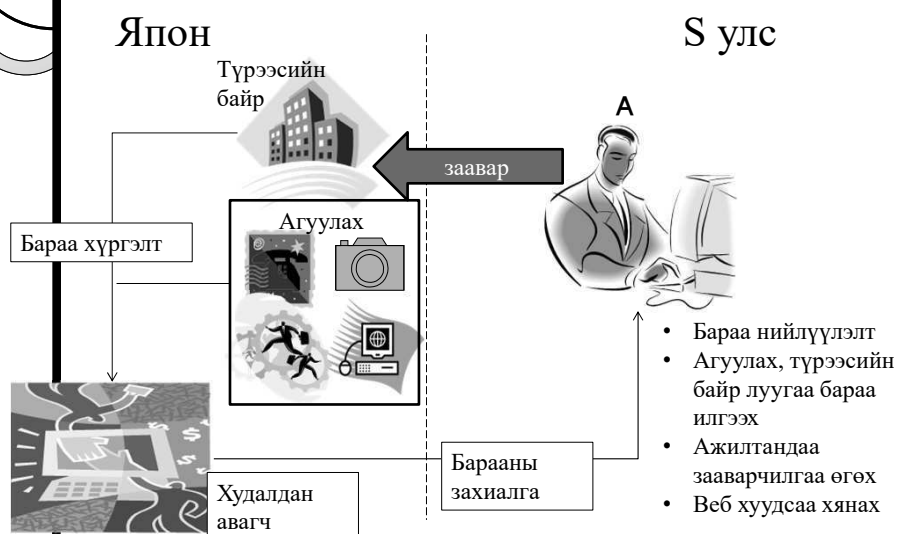 Япон
S улс
Түрээсийн
байр
A
заавар
Агуулах
Бараа хүргэлт
Худалдан
авагч
Барааны
захиалга
• Бараа нийлүүлэлт
• Агуулах, түрээсийн
байр луугаа бараа
илгээх
• Ажилтандаа
зааварчилгаа өгөх
• Веб хуудсаа хянах